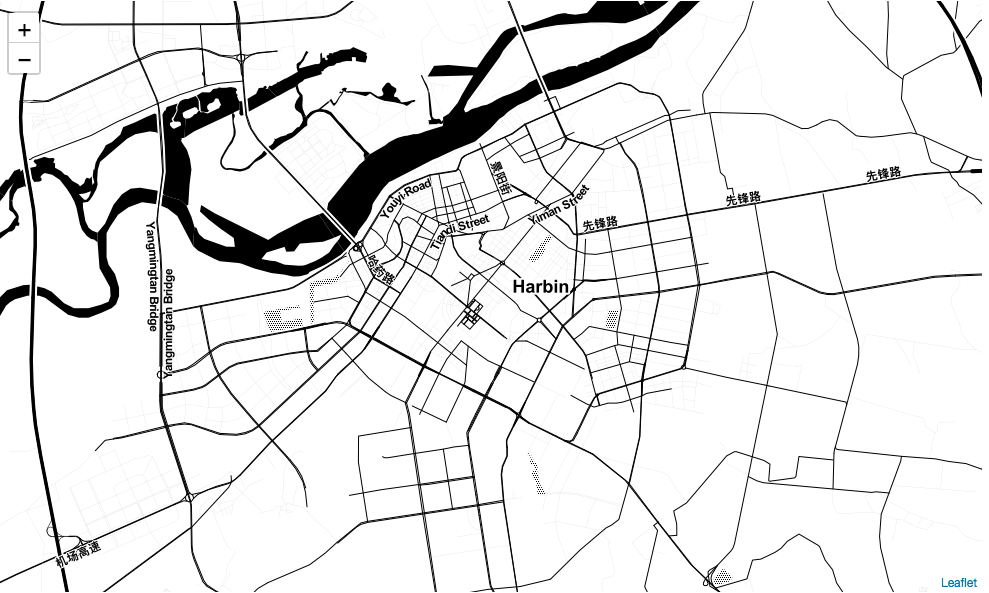 +
−
景阳街
先锋路
Youyi Road
Yiman Street
先锋路
先锋路
Tiandi Street
Yangmingtan Bridge
Yangmingtan Bridge
哈药路
Harbin
机场高速
Leaflet